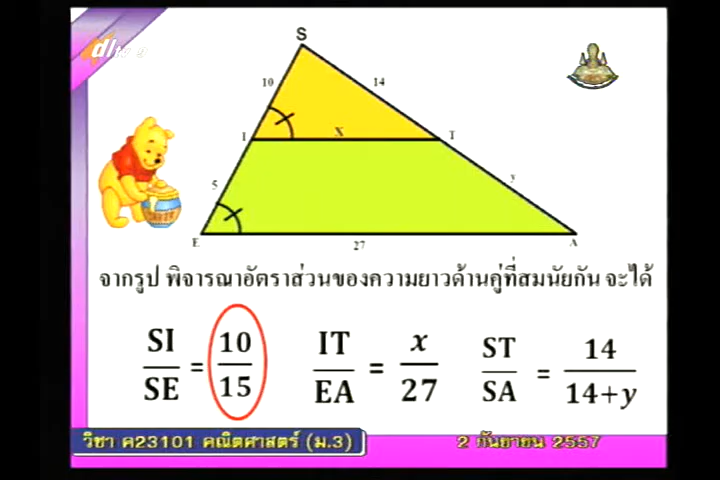 dltv 9
S
10
14
I
X
T
5
y
E
27
A
จากรูป พิจารณาอัตราส่วนของความยาวด้านคู่ที่สมนัยกัน จะได้
SI/SE = 10/15 IT/EA = x/27 ST/SA = 14/14+y
วิชา ค23101 คณิตศาสตร์ (ม.3) 2 กันยายน 2557